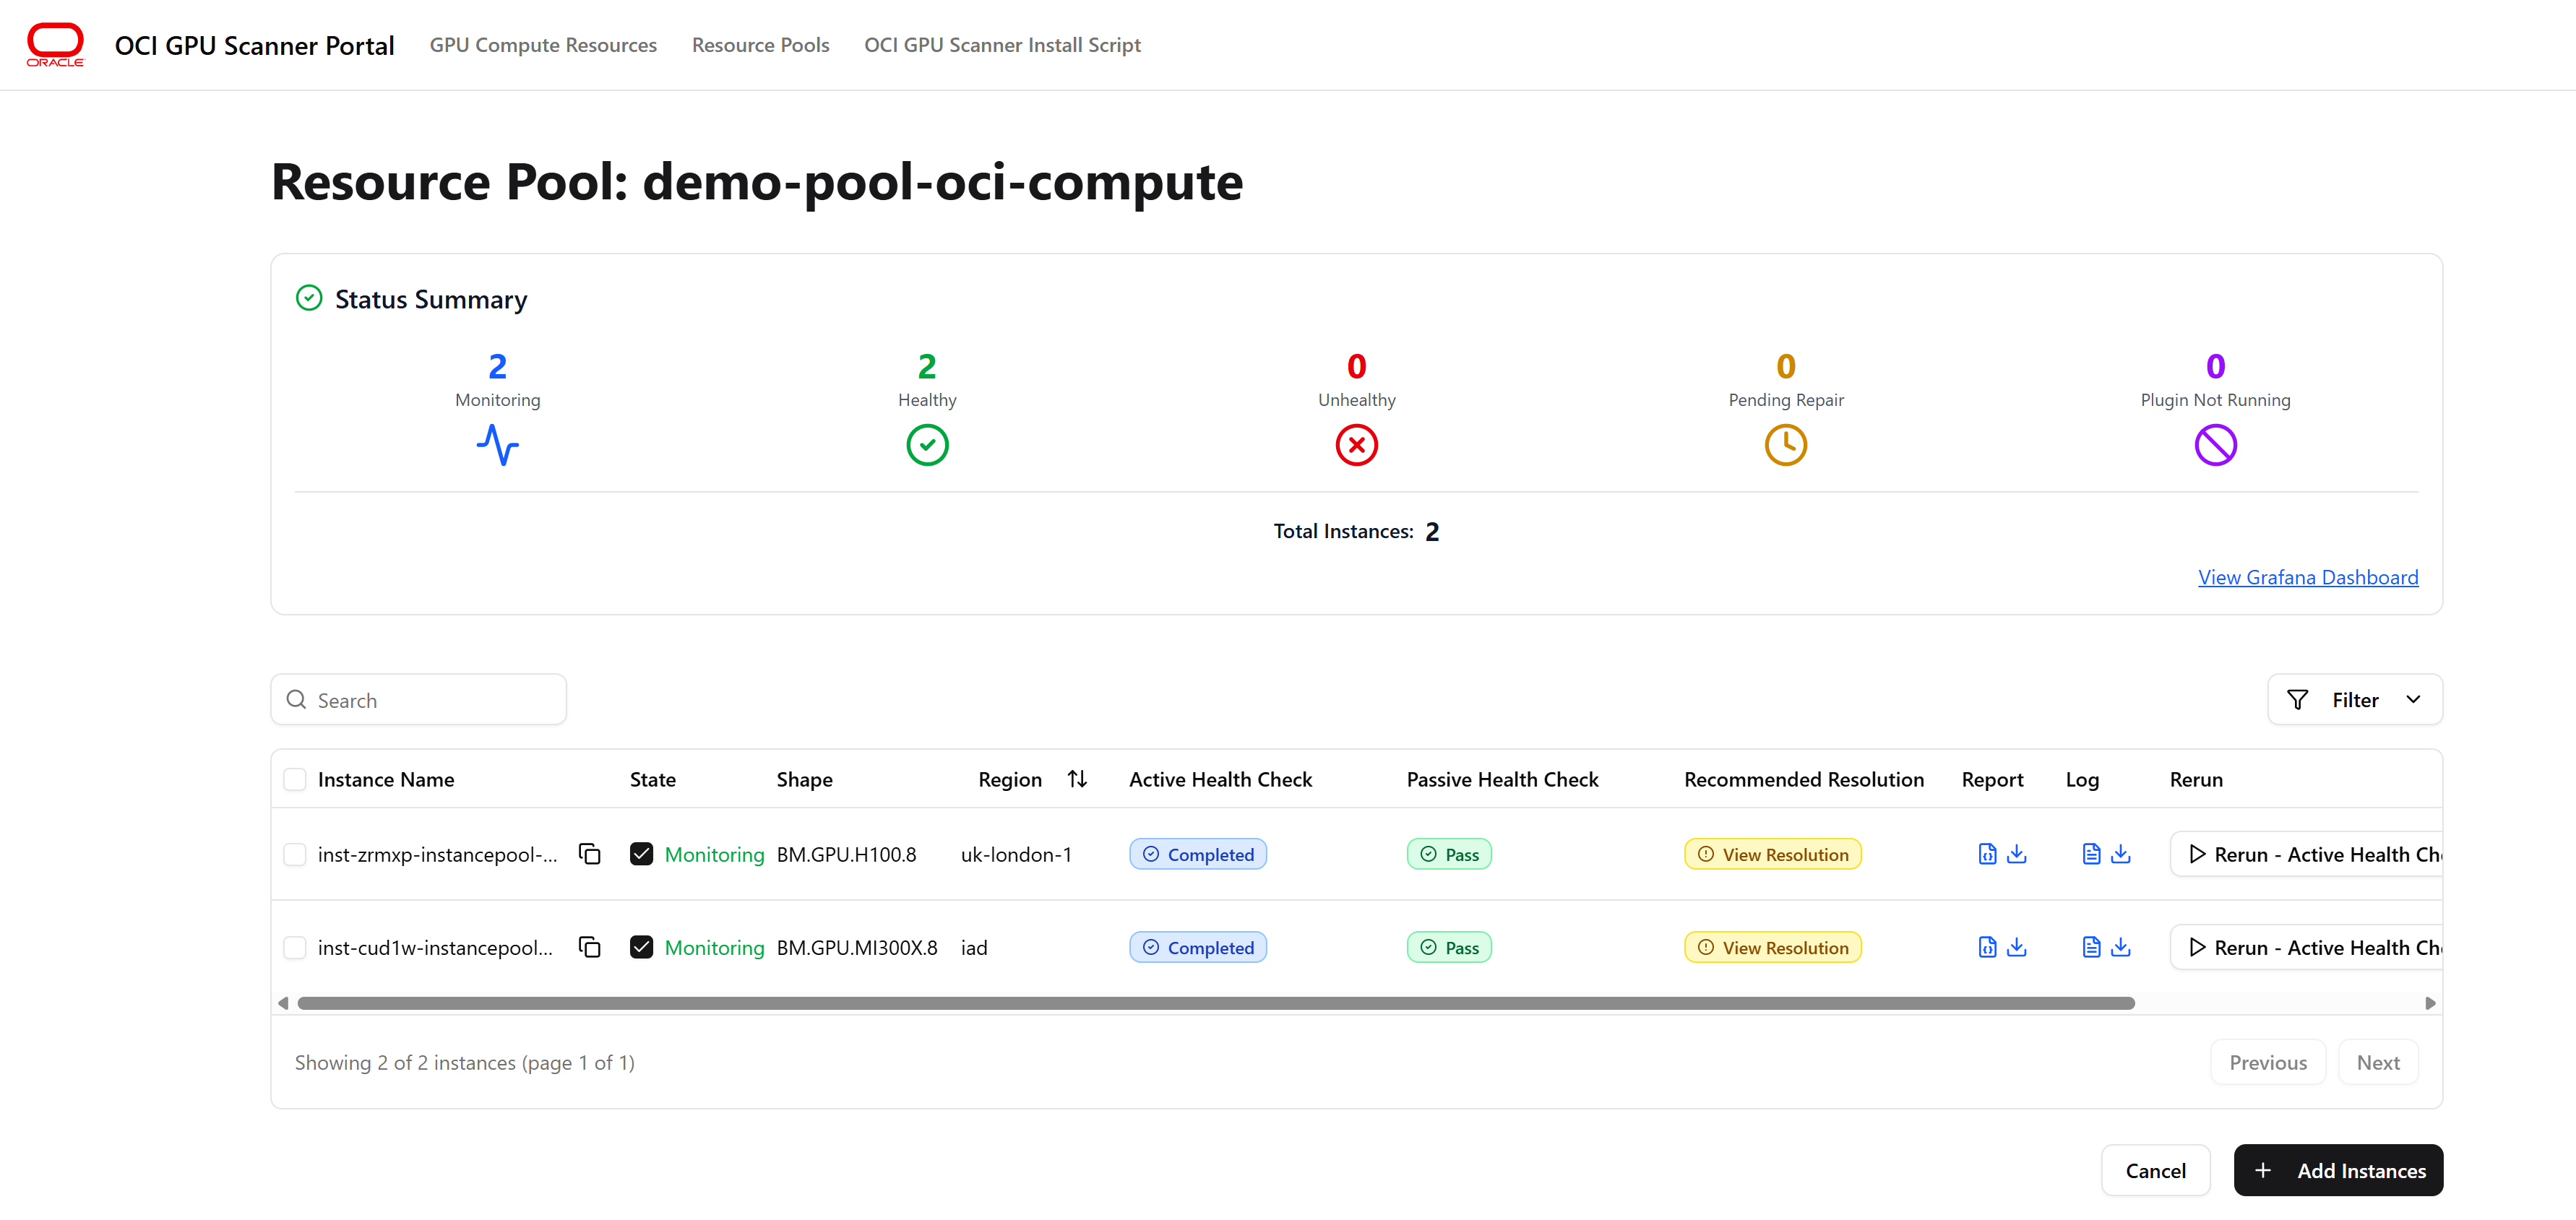 ORACLE
OCI GPU Scanner Portal GPU Compute Resources Resource Pools OCI GPU Scanner Install Script
Resource Pool: demo-pool-oci-compute
Status Summary
2 2 0 0 0
Monitoring Healthy Unhealthy Pending Repair Plugin Not Running
Total Instances: 2
View Grafana Dashboard
Search Filter
Instance Name State Shape Region Active Health Check Passive Health Check Recommended Resolution Report Log Rerun
inst-zrmxp-instancepool-... Monitoring BM.GPU.H100.8 uk-london-1 Completed Pass View Resolution Rerun - Active Health Ch
inst-cud1w-instancepool... Monitoring BM.GPU.MI300X.8 iad Completed Pass View Resolution Rerun - Active Health Ch
Showing 2 of 2 instances (page 1 of 1) Previous Next
Cancel + Add Instances